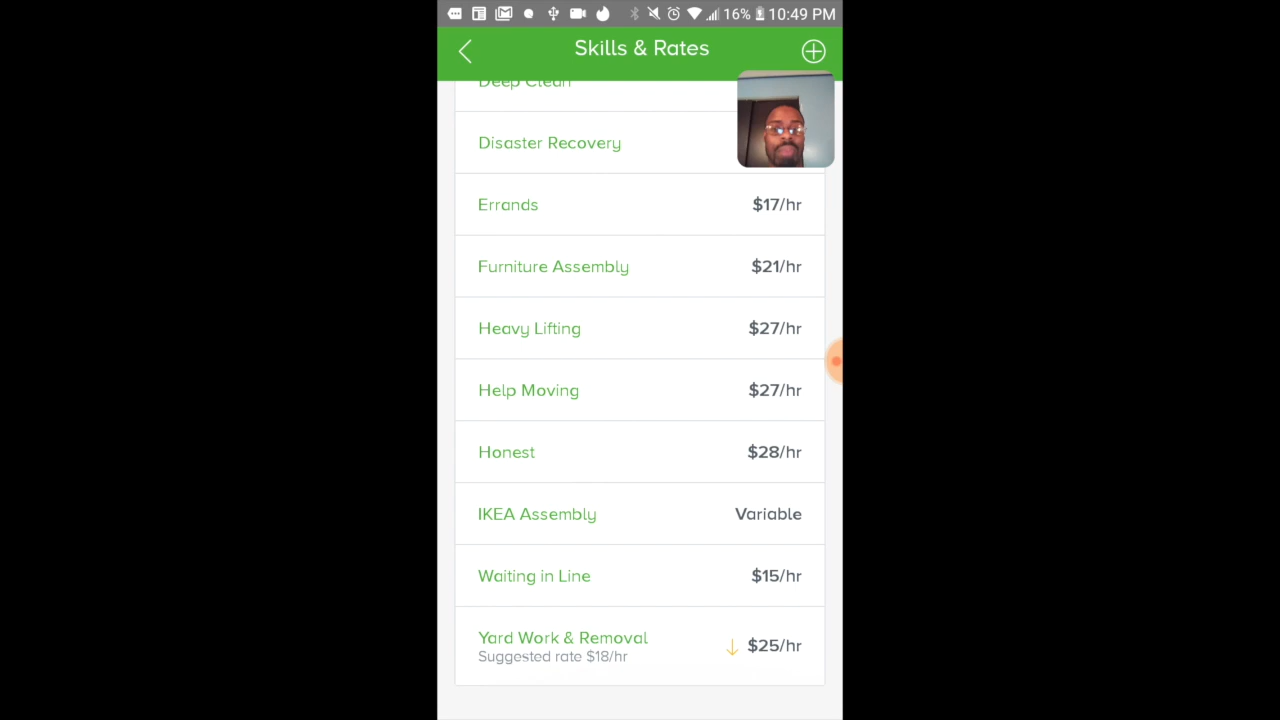 16% 10:49 PM
Skills & Rates
Deep Clean
Disaster Recovery
Errands $17/hr
Furniture Assembly $21/hr
Heavy Lifting $27/hr
Help Moving $27/hr
Honest $28/hr
IKEA Assembly Variable
Waiting in Line $15/hr
Yard Work & Removal ↓ $25/hr
Suggested rate $18/hr